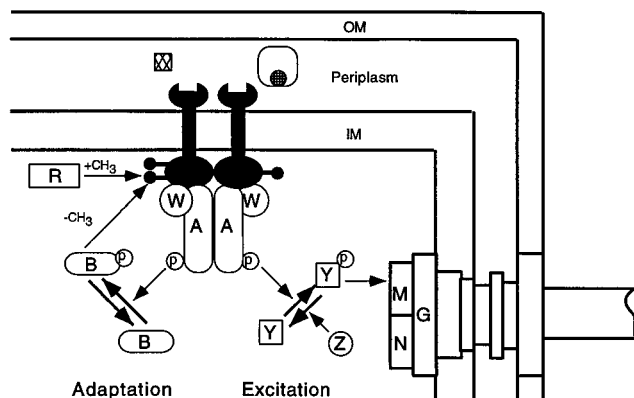 OM
Periplasm
IM
R
+CH₃
W
W
A
A
-CH₃
B
p
p
p
Y
p
M
G
N
Y
Z
B
Adaptation
Excitation